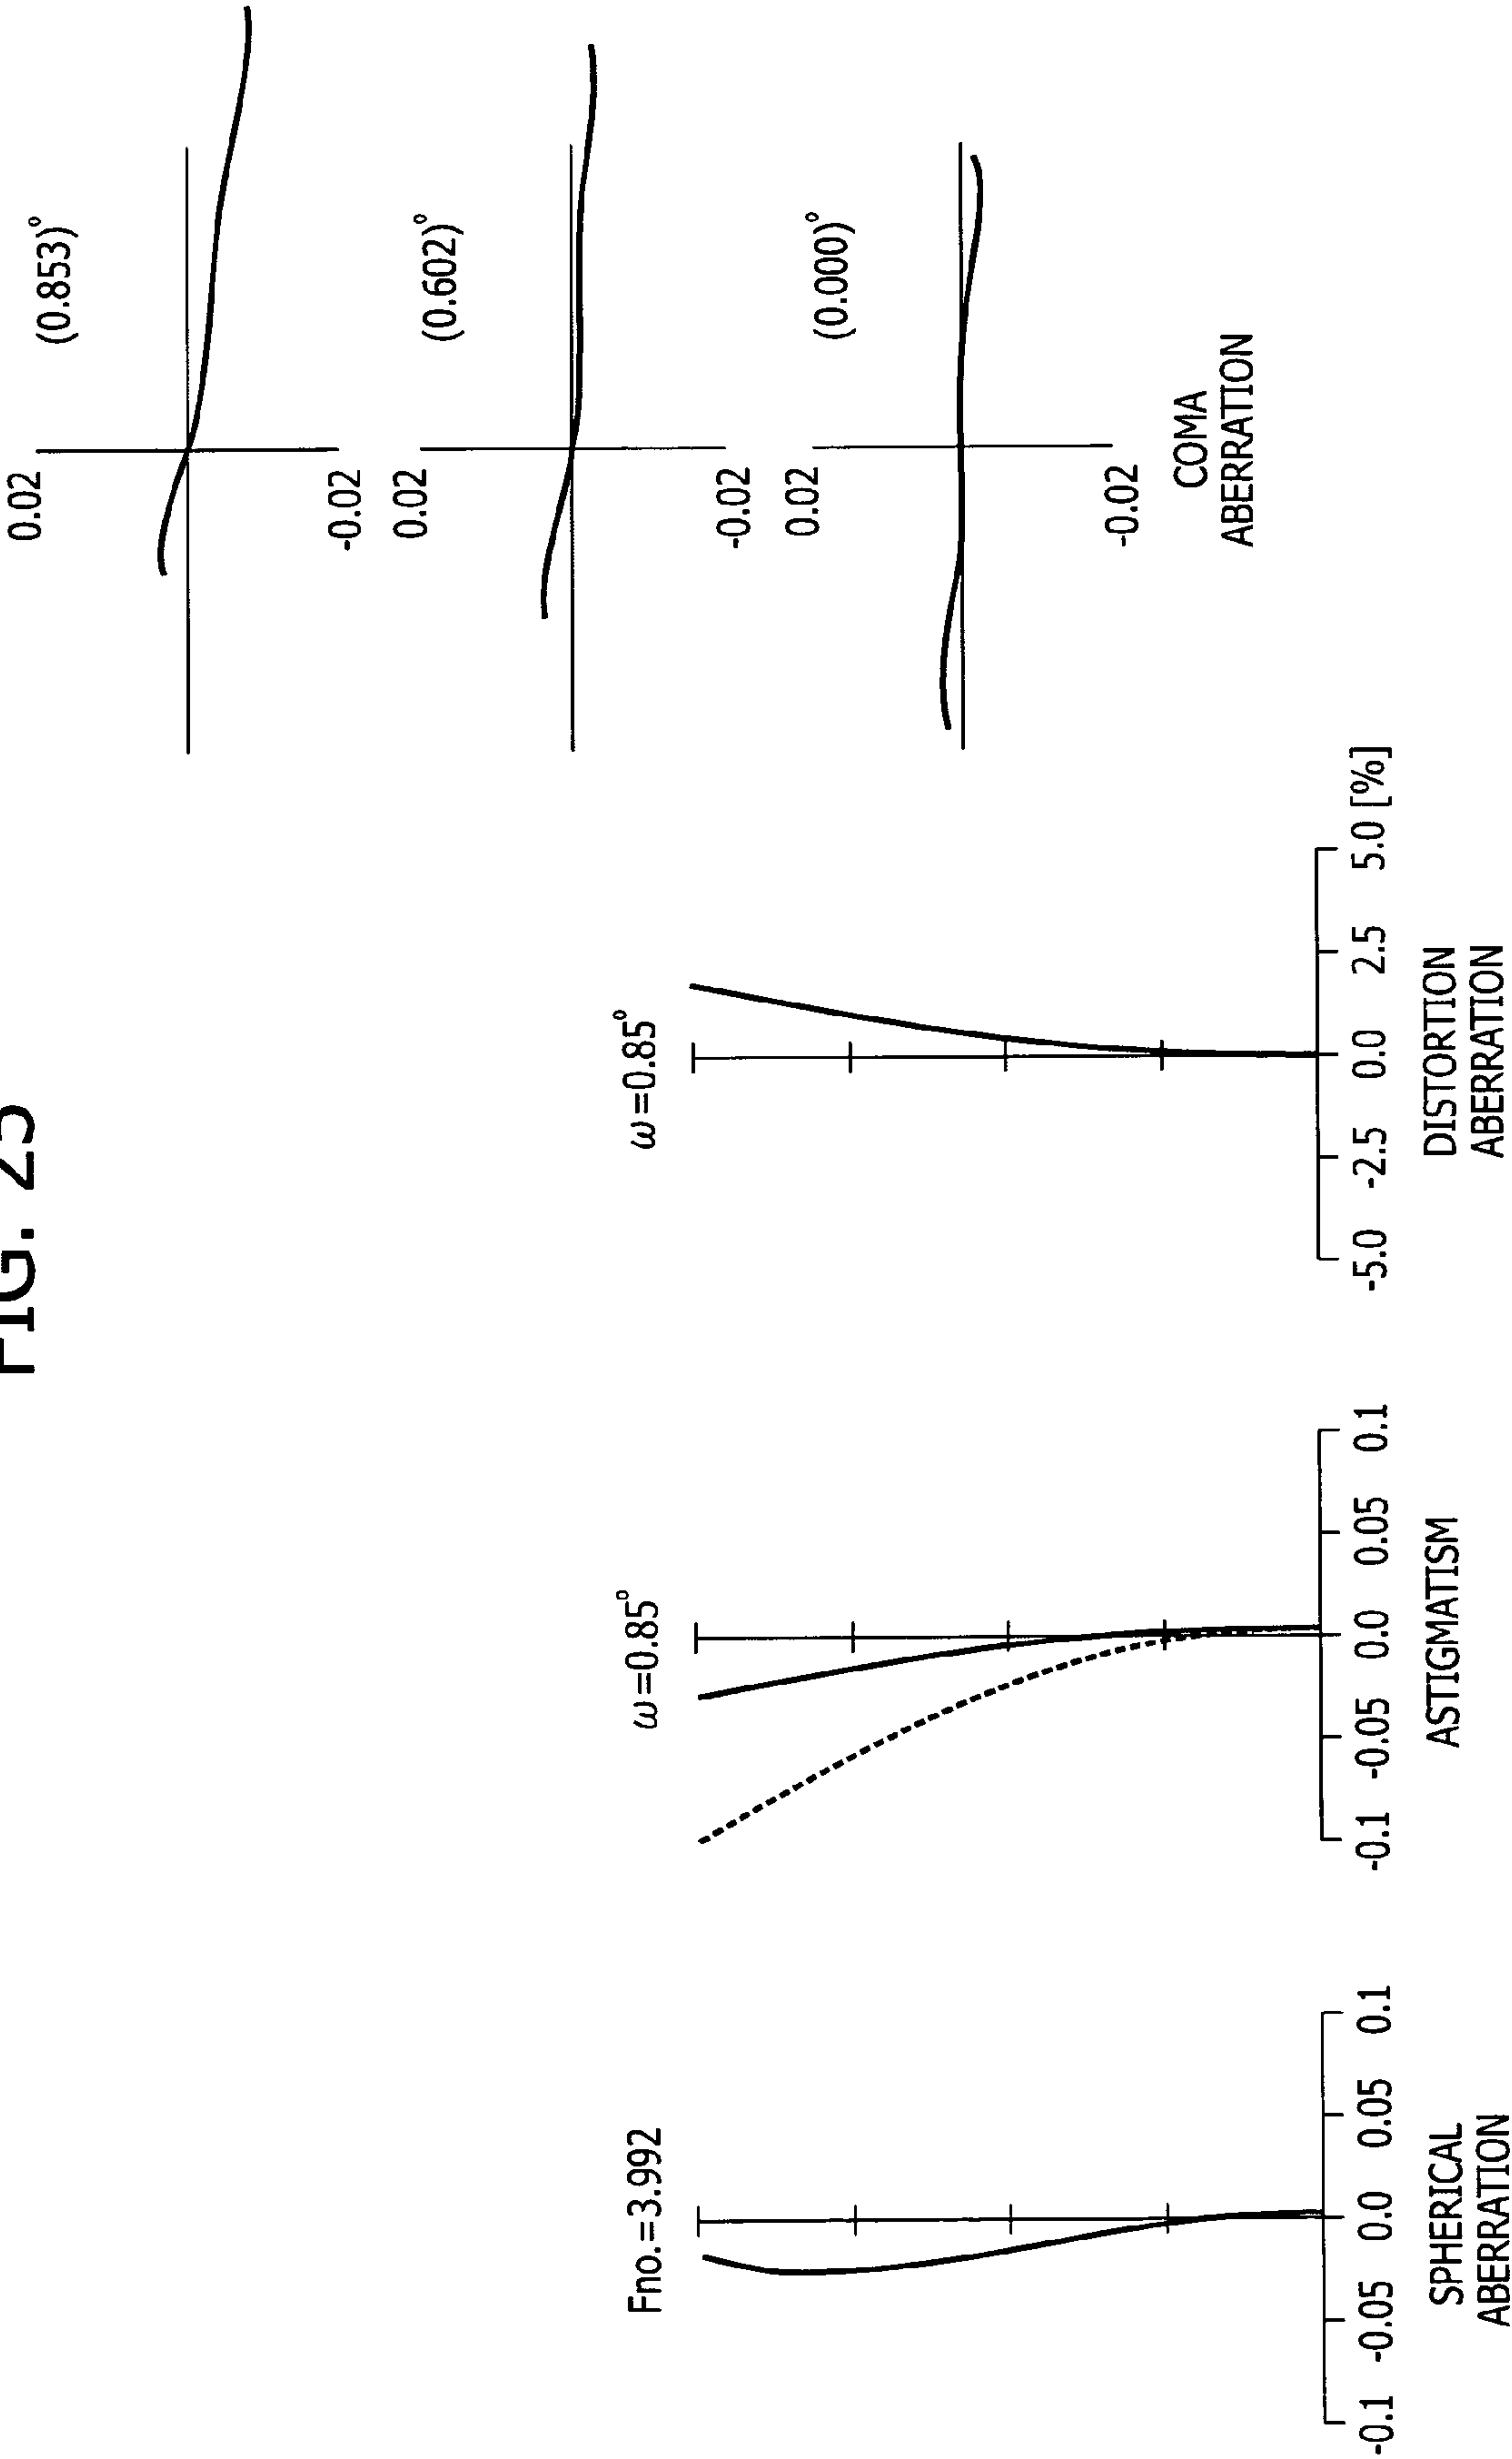 FIG.
Fno.=3.992
-0.1 -0.05 0.0 0.05 0.1
SPHERICAL
ABERRATION
ω=0.85°
-0.1 -0.05 0.0 0.05 0.1
ASTIGMATISM
ω=0.85°
-5.0 -2.5 0.0 2.5 5.0 [%]
DISTORTION
ABERRATION
0.02
(0.853)°
-0.02
0.02
(0.602)°
-0.02
0.02
(0.000)°
-0.02
COMA
ABERRATION